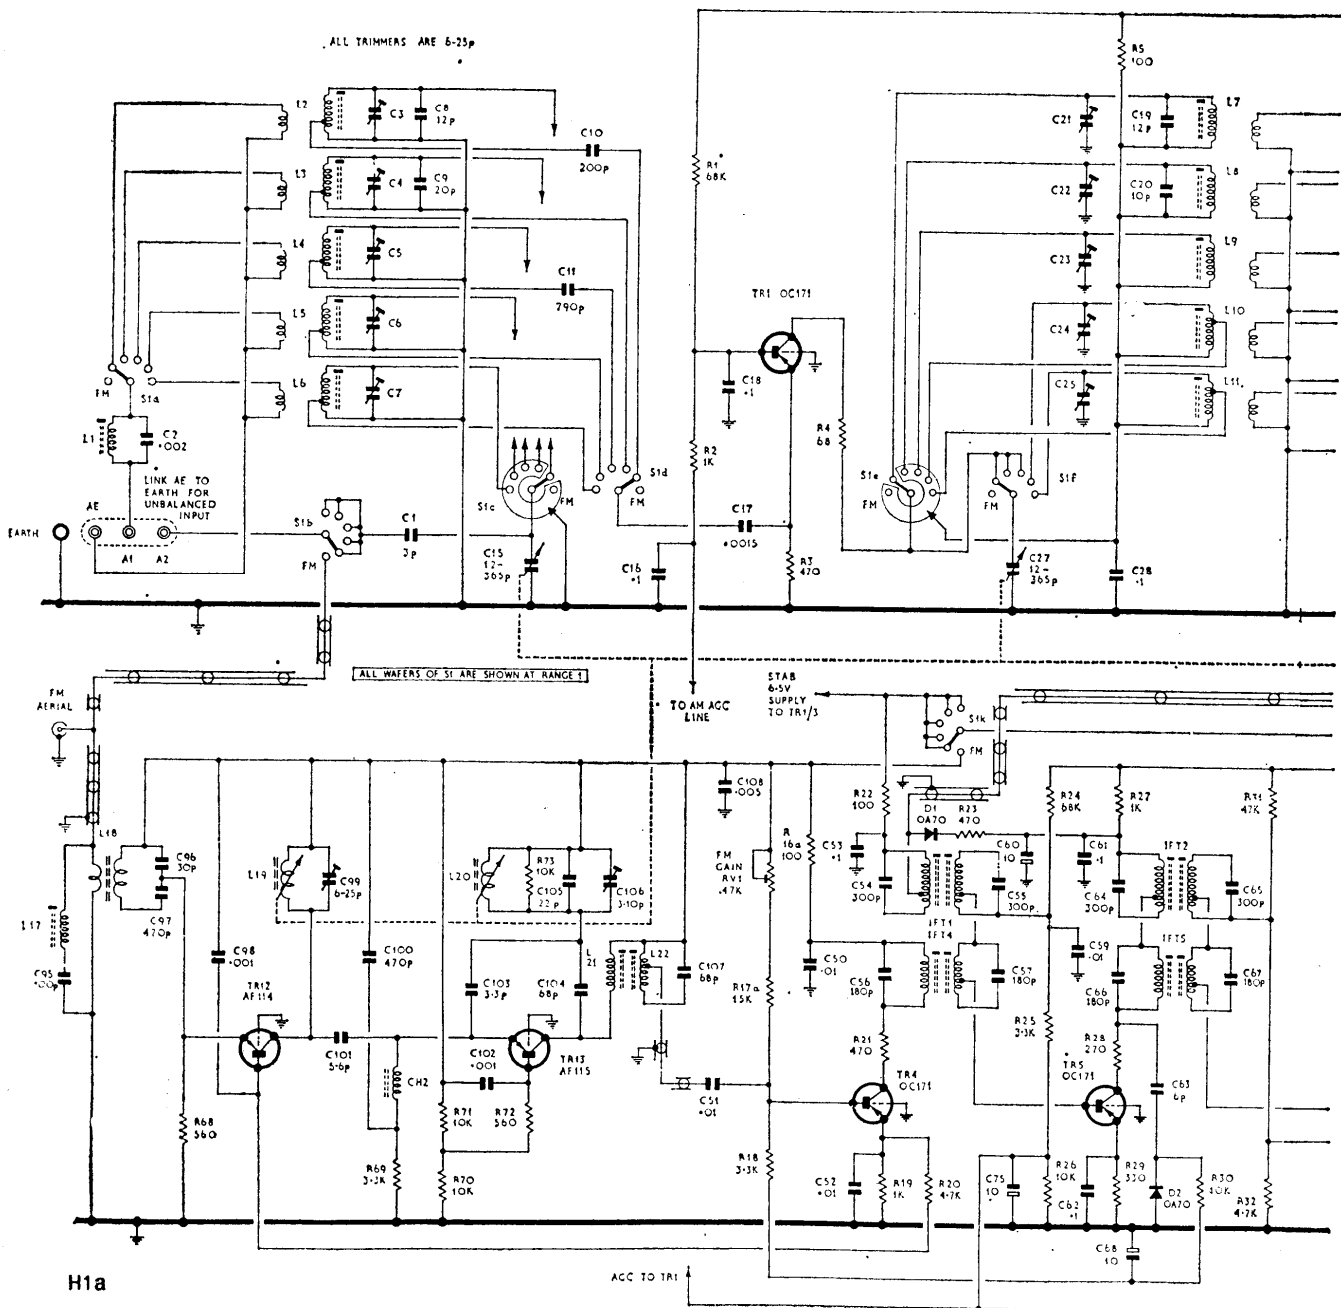 ALL TRIMMERS ARE 6-25p
R5
100
L2
C3
C8
12p
C10
200p
L3
C4
C9
20p
L4
C5
C11
790p
L5
C6
L6
C7
R1
68K
TR1 OC171
C18
·1
R2
1K
R4
68
C21
C19
12p
L7
C22
C20
10p
L8
C23
L9
C24
L10
C25
L11
FM
S1a
L1
C2
·002
LINK AE TO
EARTH FOR
UNBALANCED
INPUT
EARTH
AE
A1
A2
S1b
FM
C1
3p
S1c
FM
S1d
FM
C15
12-
365p
C16
·1
C17
·0015
R3
470
S1e
FM
S1f
FM
C27
12-
365p
C28
·1
ALL WAFERS OF S1 ARE SHOWN AT RANGE 1
TO AM AGC
LINE
STAB
6·5V
SUPPLY
TO TR1/3
S1k
FM
FM
AERIAL
L18
C96
30p
C97
470p
L17
C95
L19
C99
6-25p
C98
·001
C100
470p
L20
R73
10K
C105
22p
C106
3-10p
C108
·005
FM
GAIN
RV1
R
16a
100
R22
100
D1
OA70
R23
470
C53
·1
C54
300p
C55
300p
C60
10
R24
68K
C61
·1
R27
1K
IFT2
C64
300p
C65
300p
R31
47K
IFT1
IFT4
IFT5
C50
·01
C56
180p
C57
180p
C59
·01
C66
180p
C67
180p
TR12
AF114
C101
5·6p
CH2
C103
3·3p
C104
68p
L
21
L22
C107
68p
C102
·001
TR13
AF115
R17a
15K
C51
·01
R21
470
TR4
OC171
R25
3·3K
R28
270
TR5
OC171
C63
6p
R68
560
R69
3·3K
R71
10K
R70
10K
R72
560
R18
3·3K
C52
·01
R19
1K
R20
4·7K
C75
10
R26
10K
C62
·1
R29
330
D2
OA70
R30
R32
4·7K
C68
10
AGC TO TR1
H1a